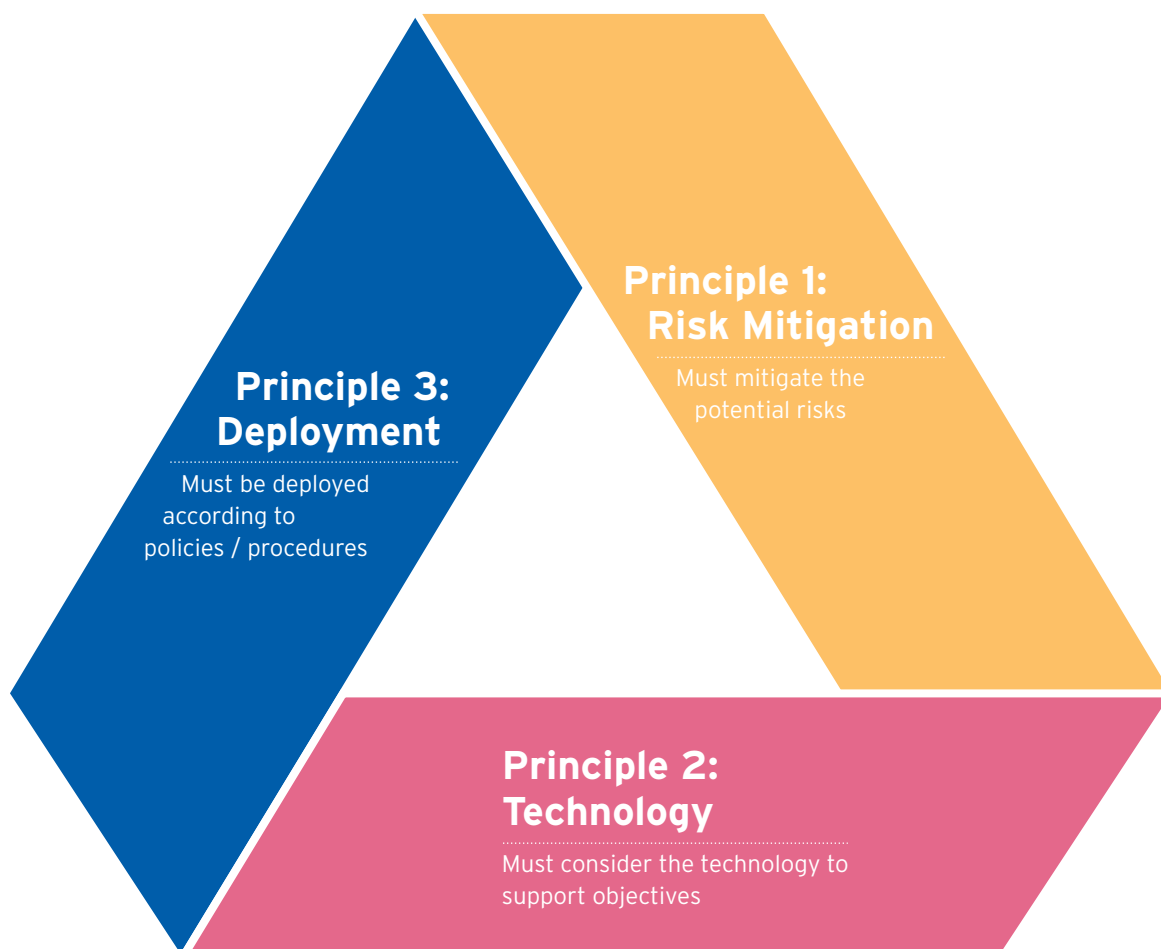 Principle 1:
Risk Mitigation
Must mitigate the
potential risks
Principle 3:
Deployment
Must be deployed
according to
policies / procedures
Principle 2:
Technology
Must consider the technology to
support objectives